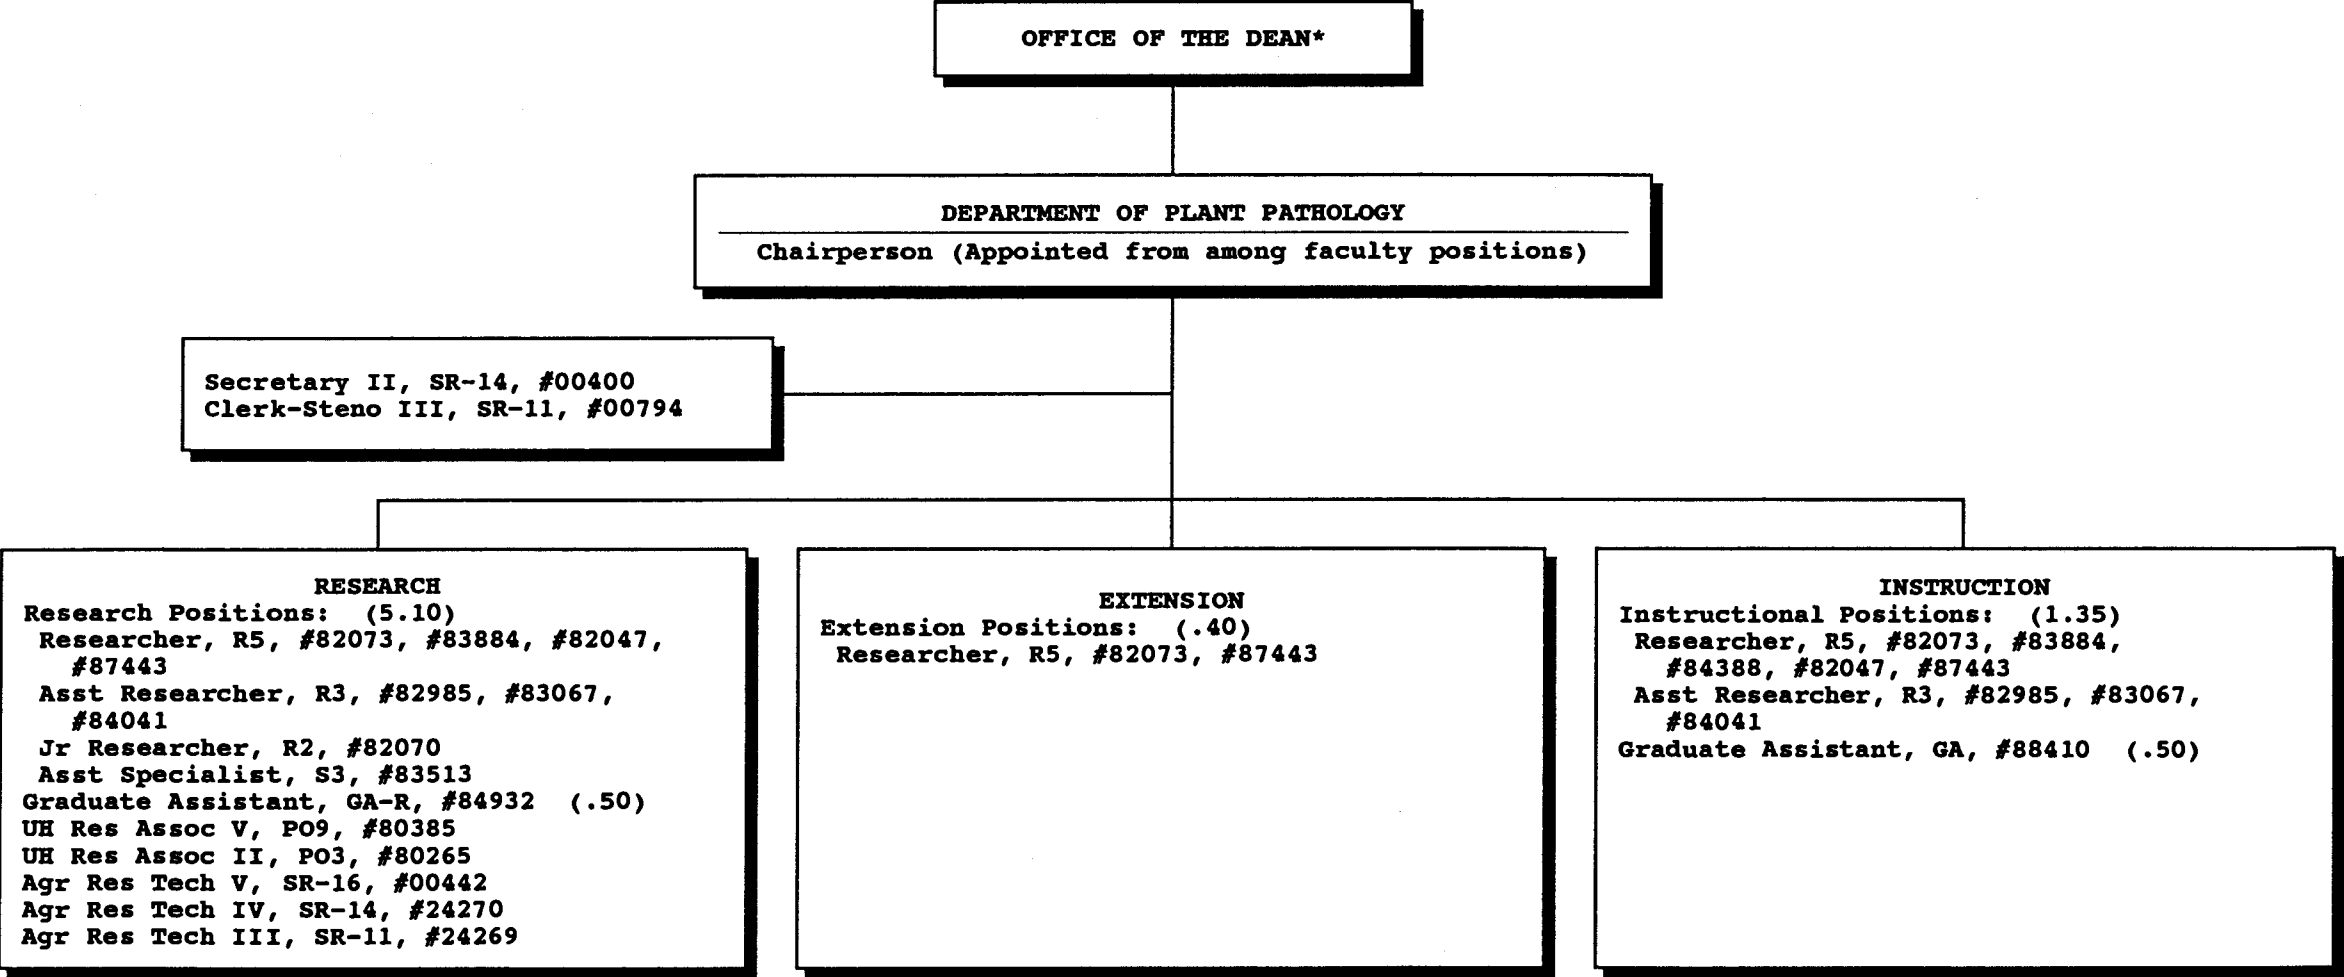 OFFICE OF THE DEAN*
DEPARTMENT OF PLANT PATHOLOGY
Chairperson (Appointed from among faculty positions)
Secretary II, SR-14, #00400
Clerk-Steno III, SR-11, #00794
RESEARCH
Research Positions: (5.10)
Researcher, R5, #82073, #83884, #82047,
#87443
Asst Researcher, R3, #82985, #83067,
#84041
Jr Researcher, R2, #82070
Asst Specialist, S3, #83513
Graduate Assistant, GA-R, #84932 (.50)
UH Res Assoc V, PO9, #80385
UH Res Assoc II, PO3, #80265
Agr Res Tech V, SR-16, #00442
Agr Res Tech IV, SR-14, #24270
Agr Res Tech III, SR-11, #24269
EXTENSION
Extension Positions: (.40)
Researcher, R5, #82073, #87443
INSTRUCTION
Instructional Positions: (1.35)
Researcher, R5, #82073, #83884,
#84388, #82047, #87443
Asst Researcher, R3, #82985, #83067,
#84041
Graduate Assistant, GA, #88410 (.50)